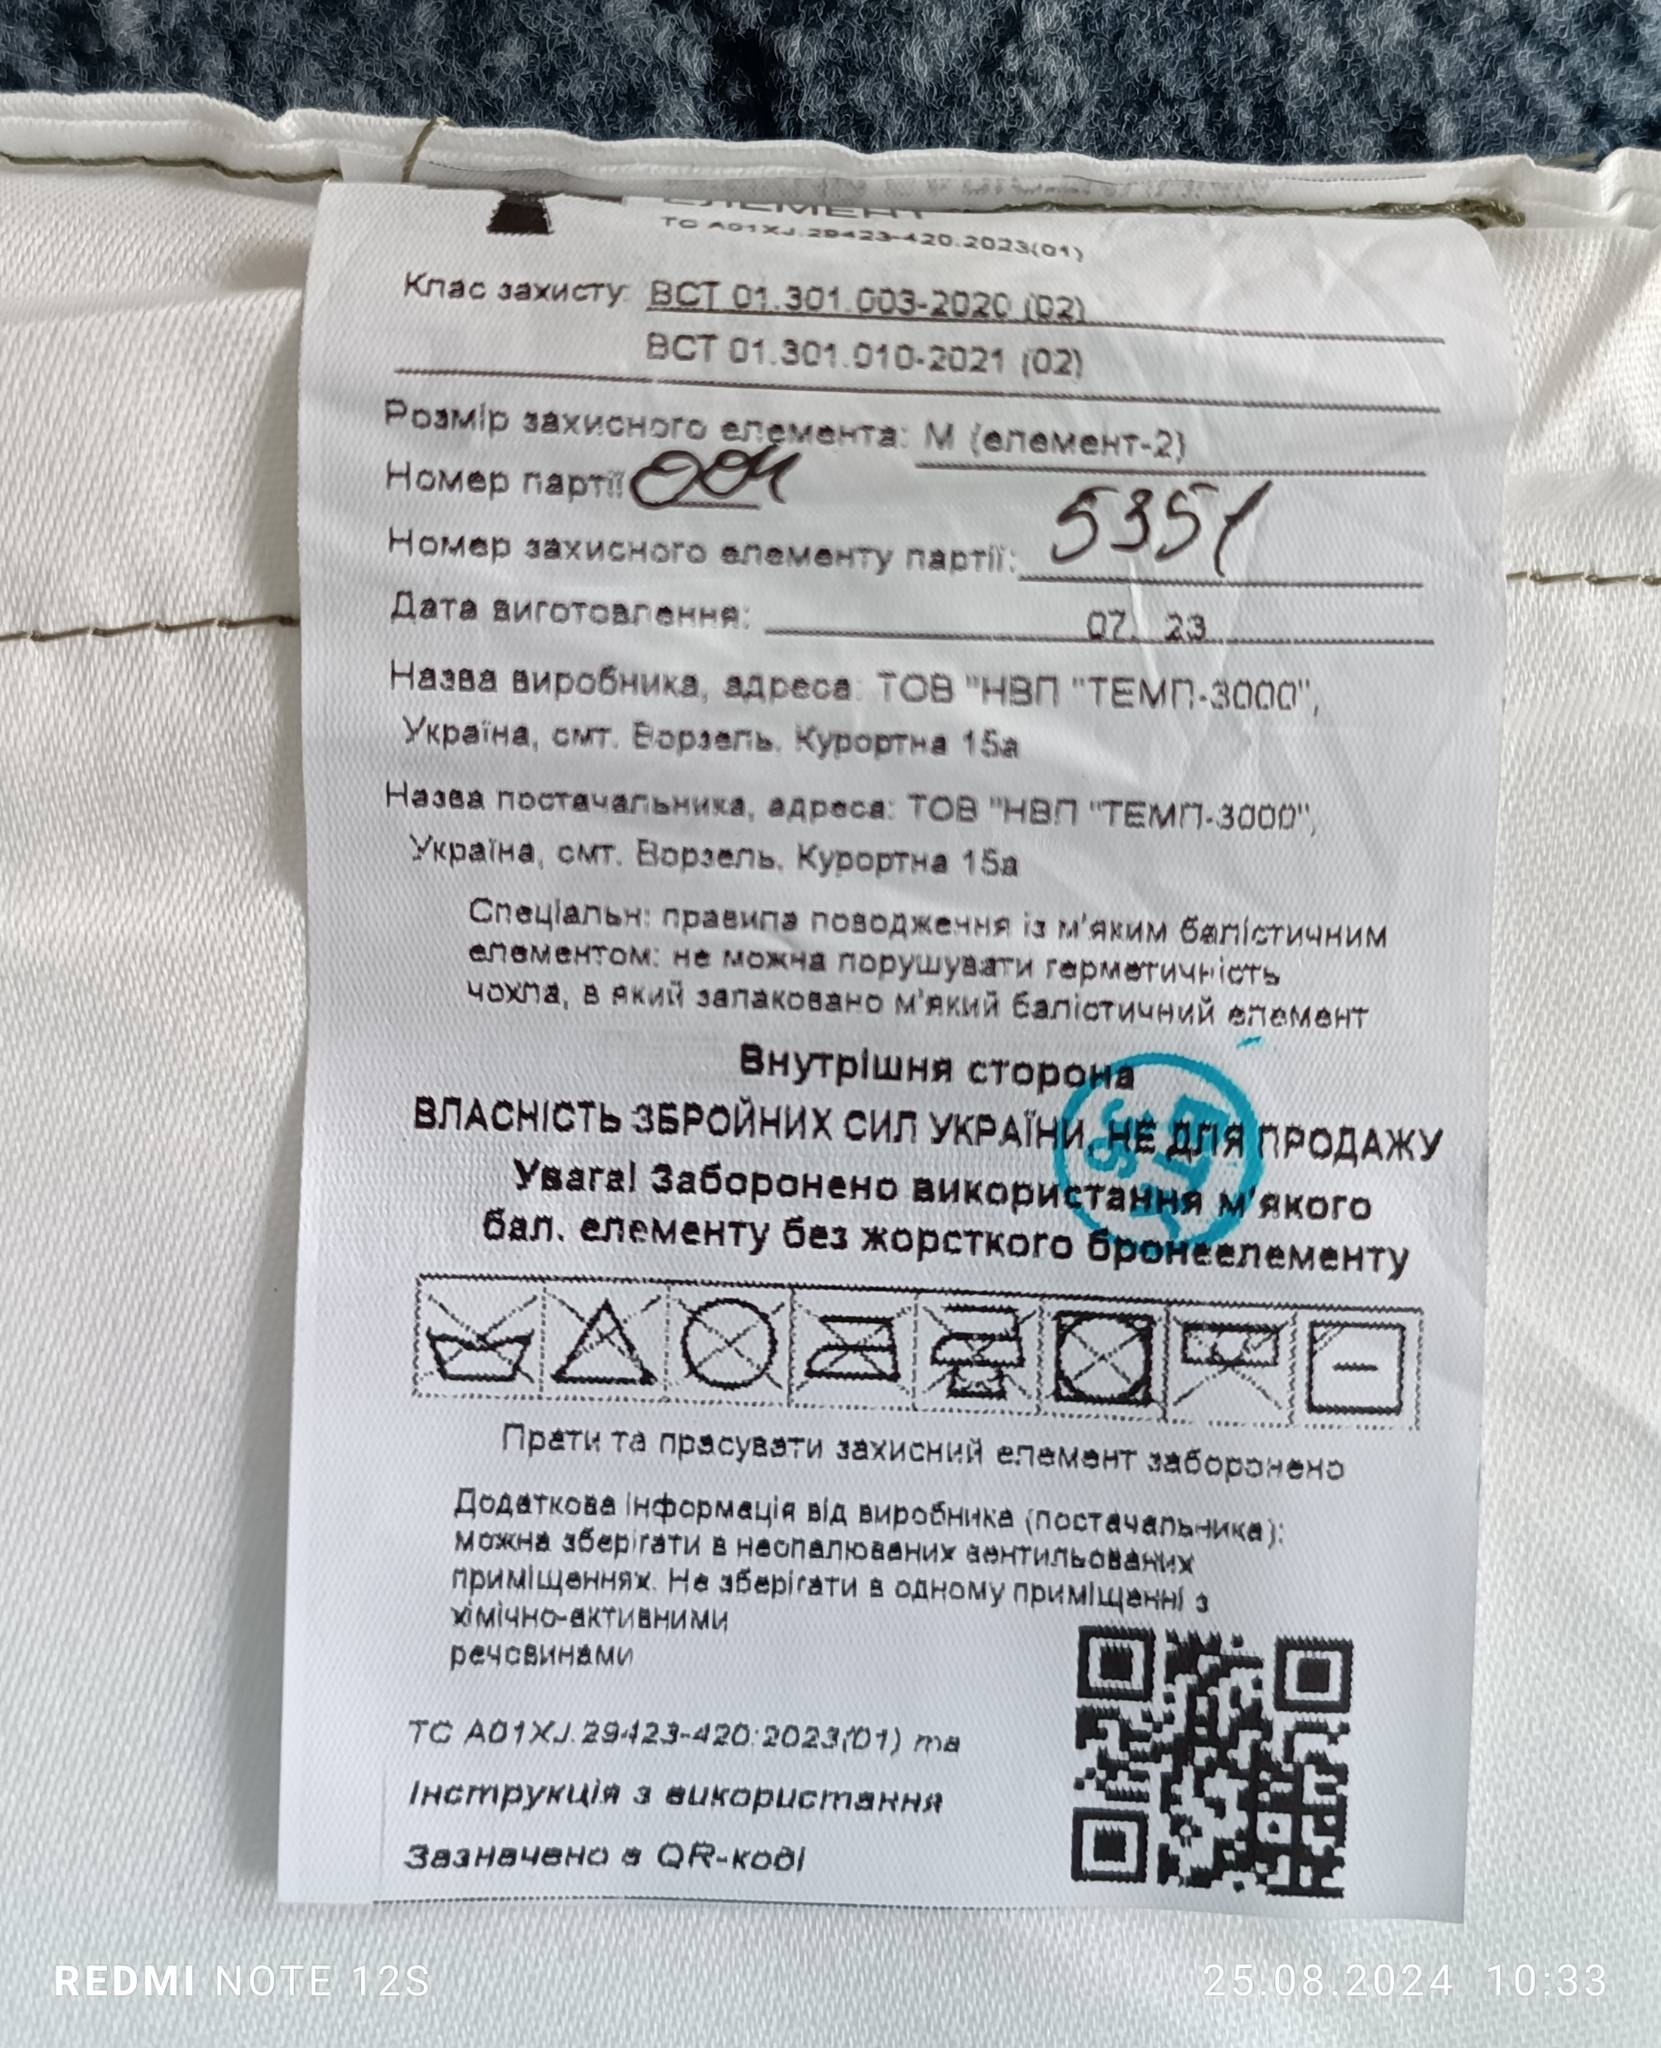 ЕЛЕМЕНТ
ТС А01XJ.29423-420:2023(01)
Клас захисту: ВСТ 01.301.003-2020 (02)
ВСТ 01.301.010-2021 (02)
Розмір захисного елемента: М (елемент-2)
Номер партії 004
Номер захисного елементу партії: 5351
Дата виготовлення: 07. 23
Назва виробника, адреса: ТОВ "НВП "ТЕМП-3000",
Україна, смт. Ворзель. Курортна 15а
Назва постачальника, адреса: ТОВ "НВП "ТЕМП-3000",
Україна, смт. Ворзель. Курортна 15а
Спеціальні правила поводження із м'яким балістичним
елементом: не можна порушувати герметичність
чохла, в який запаковано м'який балістичний елемент
Внутрішня сторона
ВЛАСНІСТЬ ЗБРОЙНИХ СИЛ УКРАЇНИ, НЕ ДЛЯ ПРОДАЖУ
Увага! Заборонено використання м'якого
бал. елементу без жорсткого бронеелементу
Прати та прасувати захисний елемент заборонено
Додаткова інформація від виробника (постачальника):
можна зберігати в неопалюваних вентильованих
приміщеннях. Не зберігати в одному приміщенні з
хімічно-активними
речовинами
ТС А01XJ.29423-420:2023(01) та
Інструкція з використання
Зазначено в QR-коді
REDMI NOTE 12S
25.08.2024 10:33